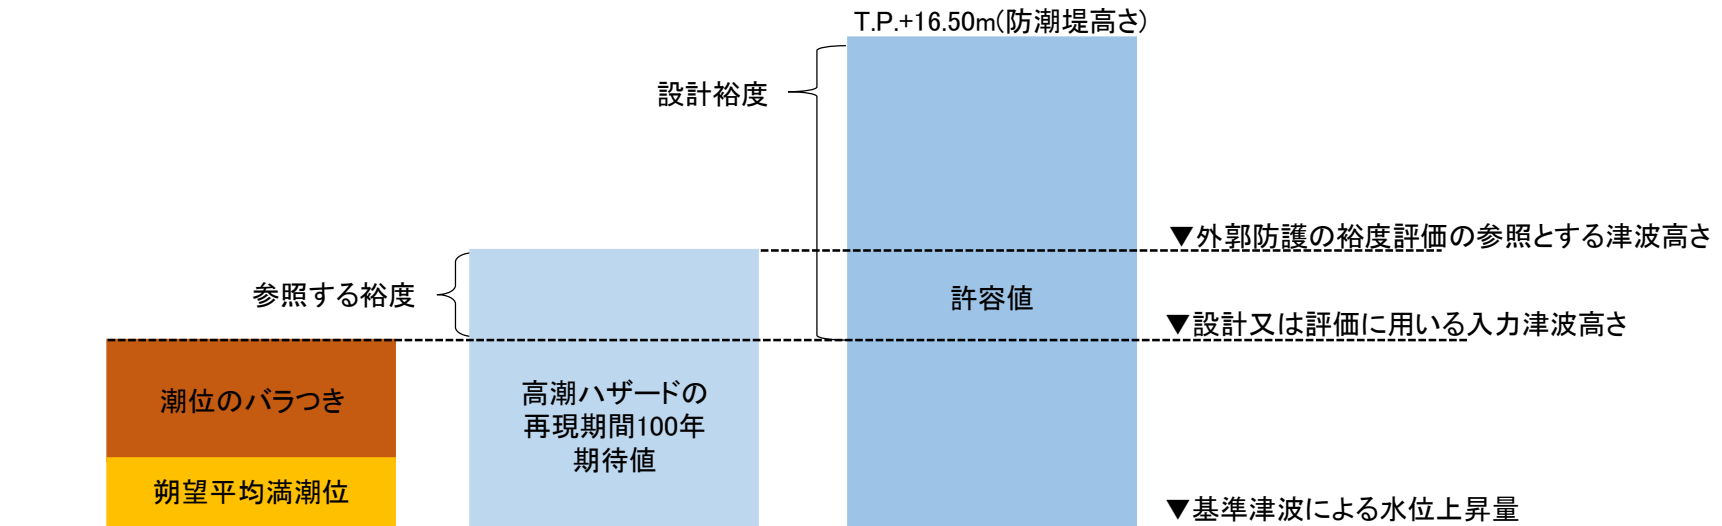 T.P.+16.50m(防潮堤高さ)
設計裕度
▼外郭防護の裕度評価の参照とする津波高さ
参照する裕度
許容値
▼設計又は評価に用いる入力津波高さ
潮位のバラつき
高潮ハザードの
再現期間100年
期待値
朔望平均満潮位
▼基準津波による水位上昇量